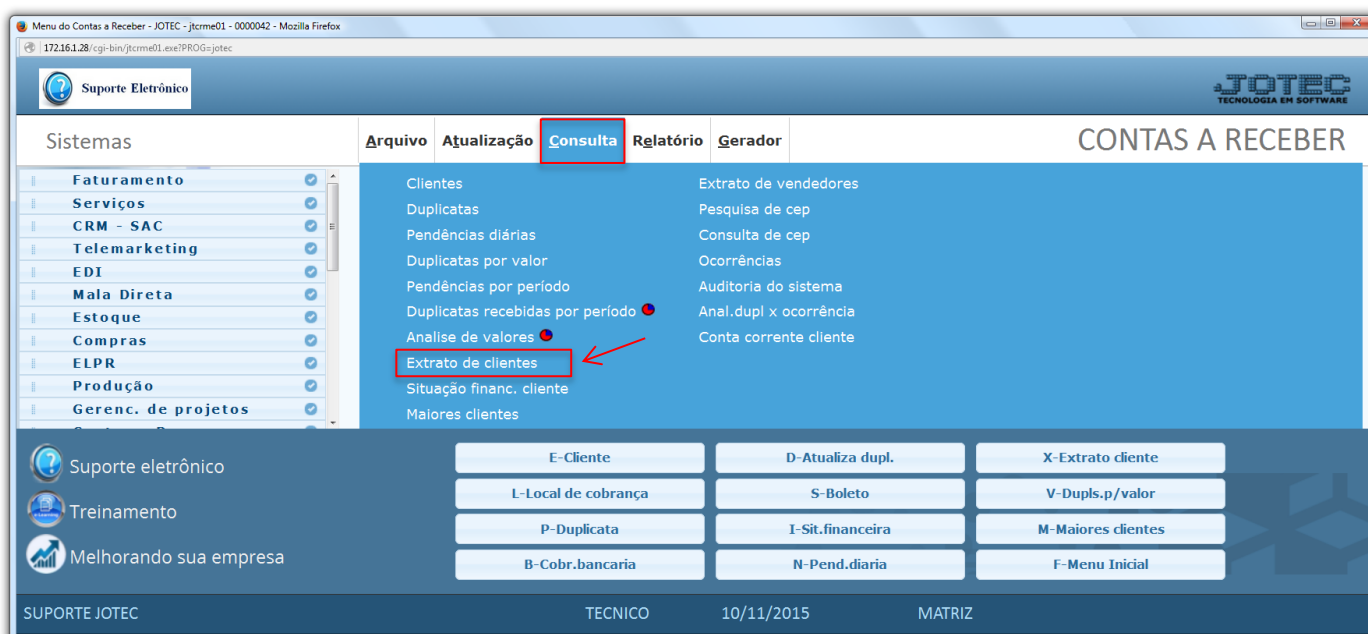 Menu do Contas a Receber - JOTEC - jtcrme01 - 0000042 - Mozilla Firefox
172.16.1.28/cgi-bin/jtcrme01.exe?PROG=jotec
Suporte Eletrônico
JOTEC
TECNOLOGIA EM SOFTWARE
Sistemas
Arquivo Atualização Consulta Relatório Gerador
CONTAS A RECEBER
Faturamento
Serviços
CRM - SAC
Telemarketing
EDI
Mala Direta
Estoque
Compras
ELPR
Produção
Gerenc. de projetos
Clientes
Duplicatas
Pendências diárias
Duplicatas por valor
Pendências por período
Duplicatas recebidas por período
Analise de valores
Extrato de clientes
Situação financ. cliente
Maiores clientes
Extrato de vendedores
Pesquisa de cep
Consulta de cep
Ocorrências
Auditoria do sistema
Anal.dupl x ocorrência
Conta corrente cliente
Suporte eletrônico
Treinamento
Melhorando sua empresa
E-Cliente D-Atualiza dupl. X-Extrato cliente
L-Local de cobrança S-Boleto V-Dupls.p/valor
P-Duplicata I-Sit.financeira M-Maiores clientes
B-Cobr.bancaria N-Pend.diaria F-Menu Inicial
SUPORTE JOTEC TECNICO 10/11/2015 MATRIZ